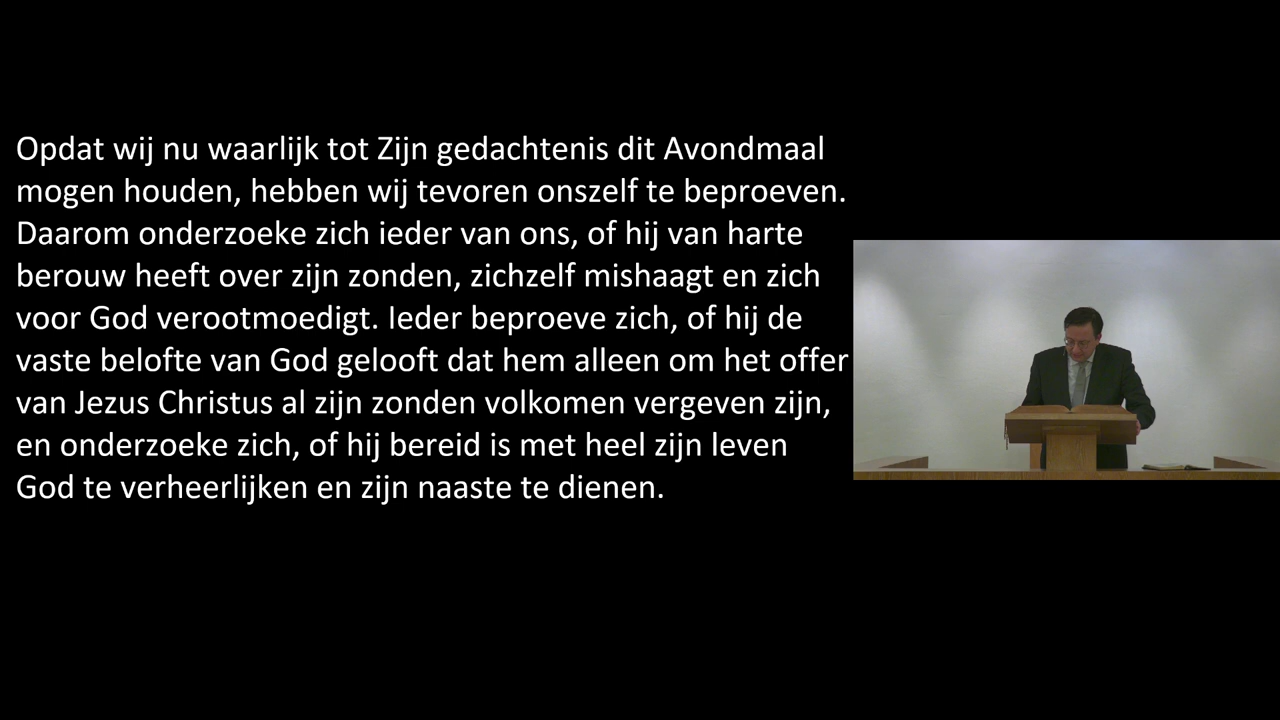 Opdat wij nu waarlijk tot Zijn gedachtenis dit Avondmaal
mogen houden, hebben wij tevoren onszelf te beproeven.
Daarom onderzoeke zich ieder van ons, of hij van harte
berouw heeft over zijn zonden, zichzelf mishaagt en zich
voor God verootmoedigt. Ieder beproeve zich, of hij de
vaste belofte van God gelooft dat hem alleen om het offer
van Jezus Christus al zijn zonden volkomen vergeven zijn,
en onderzoeke zich, of hij bereid is met heel zijn leven
God te verheerlijken en zijn naaste te dienen.